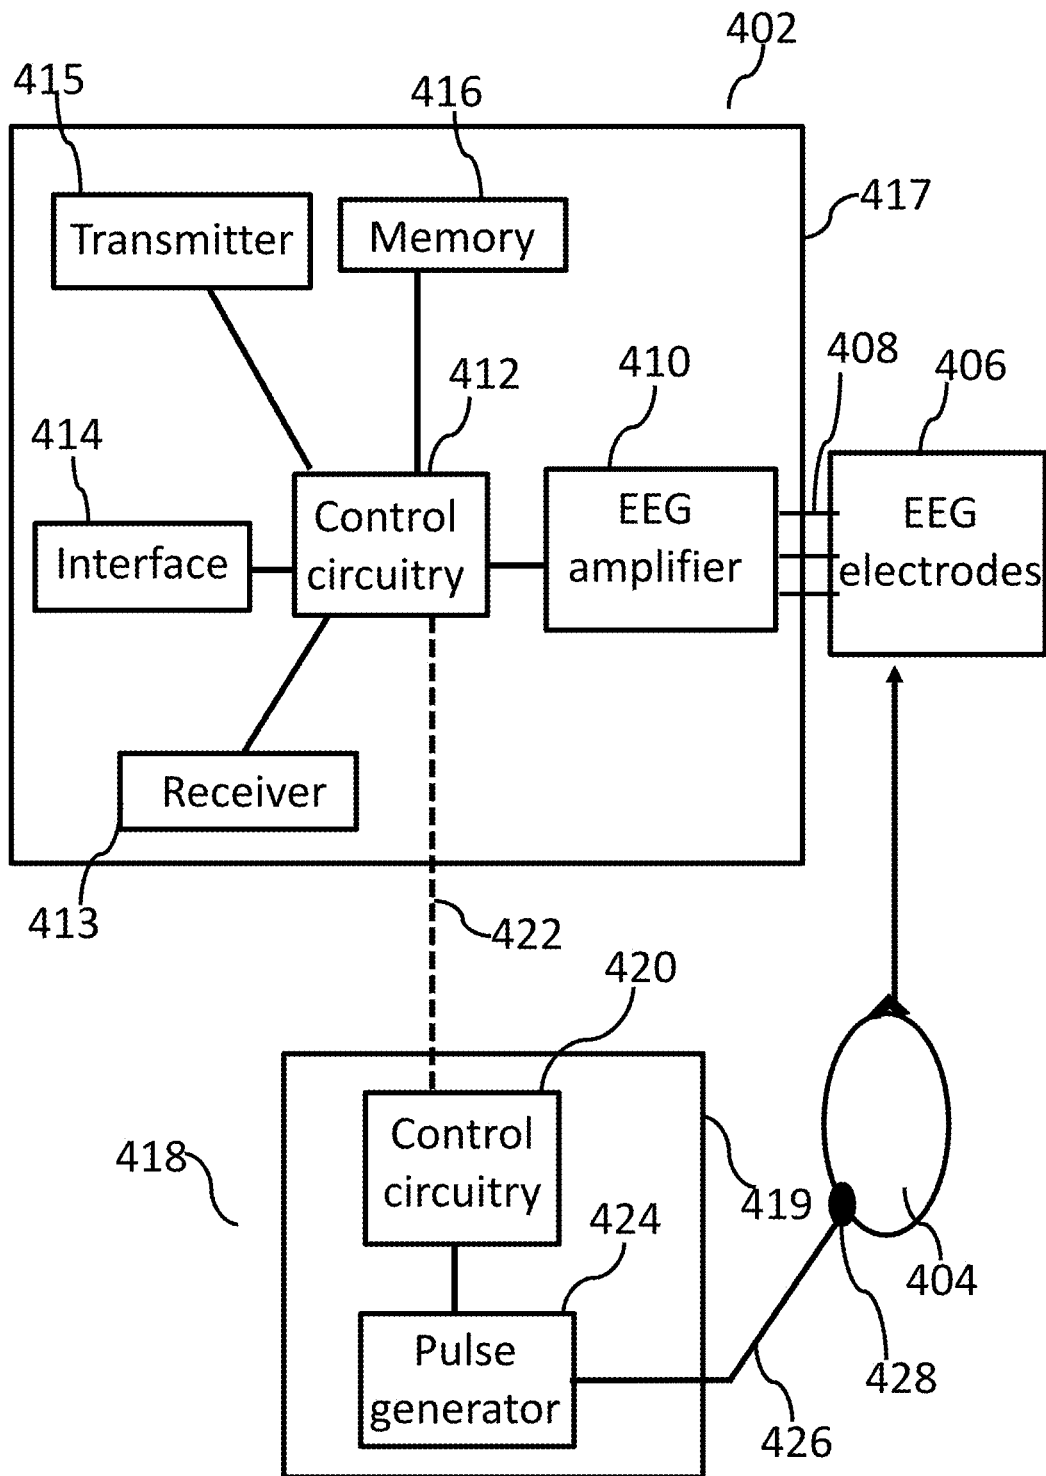 402
415
416
417
Transmitter
Memory
408
406
412
410
414
Control
circuitry
EEG
amplifier
EEG
electrodes
Interface
Receiver
413
422
420
Control
circuitry
418
419
424
404
Pulse
generator
428
426